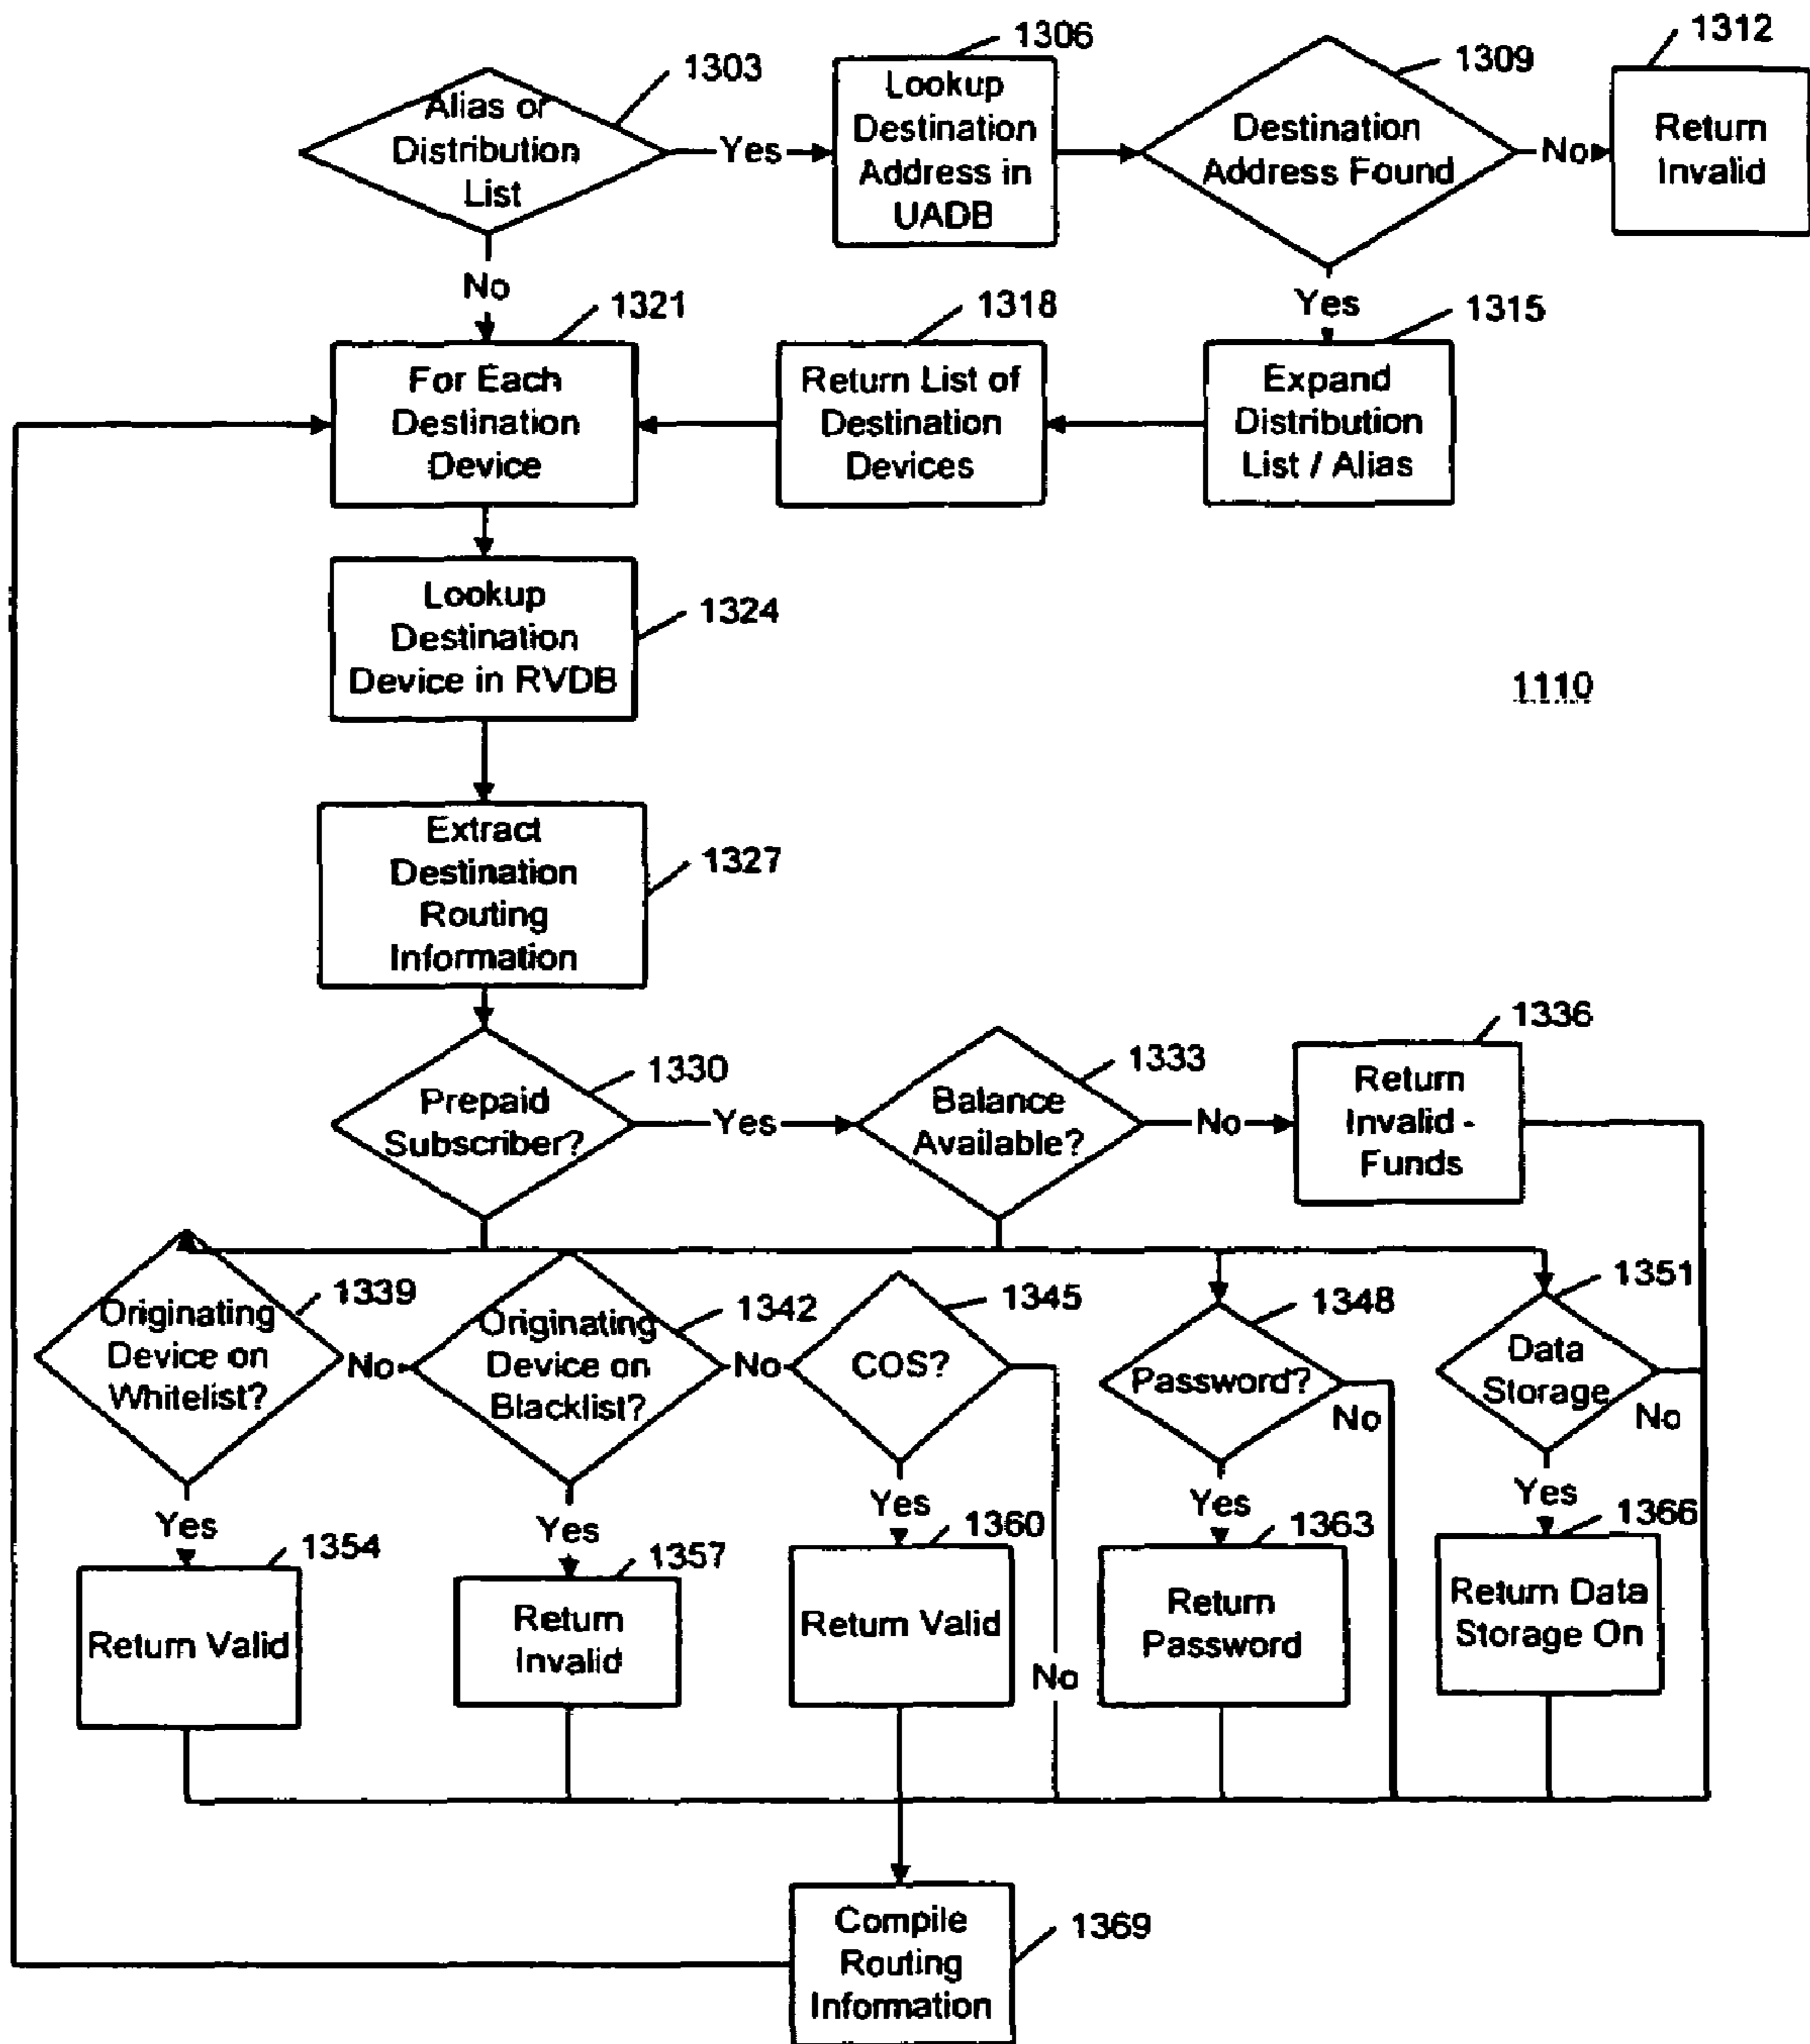 1303
Alias or
Distribution
List
Yes
1306
Lookup
Destination
Address in
UADB
1309
Destination
Address Found
No
1312
Return
Invalid
No
Yes
1321
For Each
Destination
Device
1318
Return List of
Destination
Devices
1315
Expand
Distribution
List / Alias
Lookup
Destination
Device in RVDB
1324
1110
Extract
Destination
Routing
Information
1327
1330
Prepaid
Subscriber?
Yes
1333
Balance
Available?
No
1336
Return
Invalid -
Funds
1339
Originating
Device on
Whitelist?
No
1342
Originating
Device on
Blacklist?
No
1345
COS?
1348
Password?
No
1351
Data
Storage
No
Yes
Yes
Yes
Yes
Yes
1354
Return Valid
1357
Return
Invalid
1360
Return Valid
No
1363
Return
Password
1366
Return Data
Storage On
Compile
Routing
Information
1369